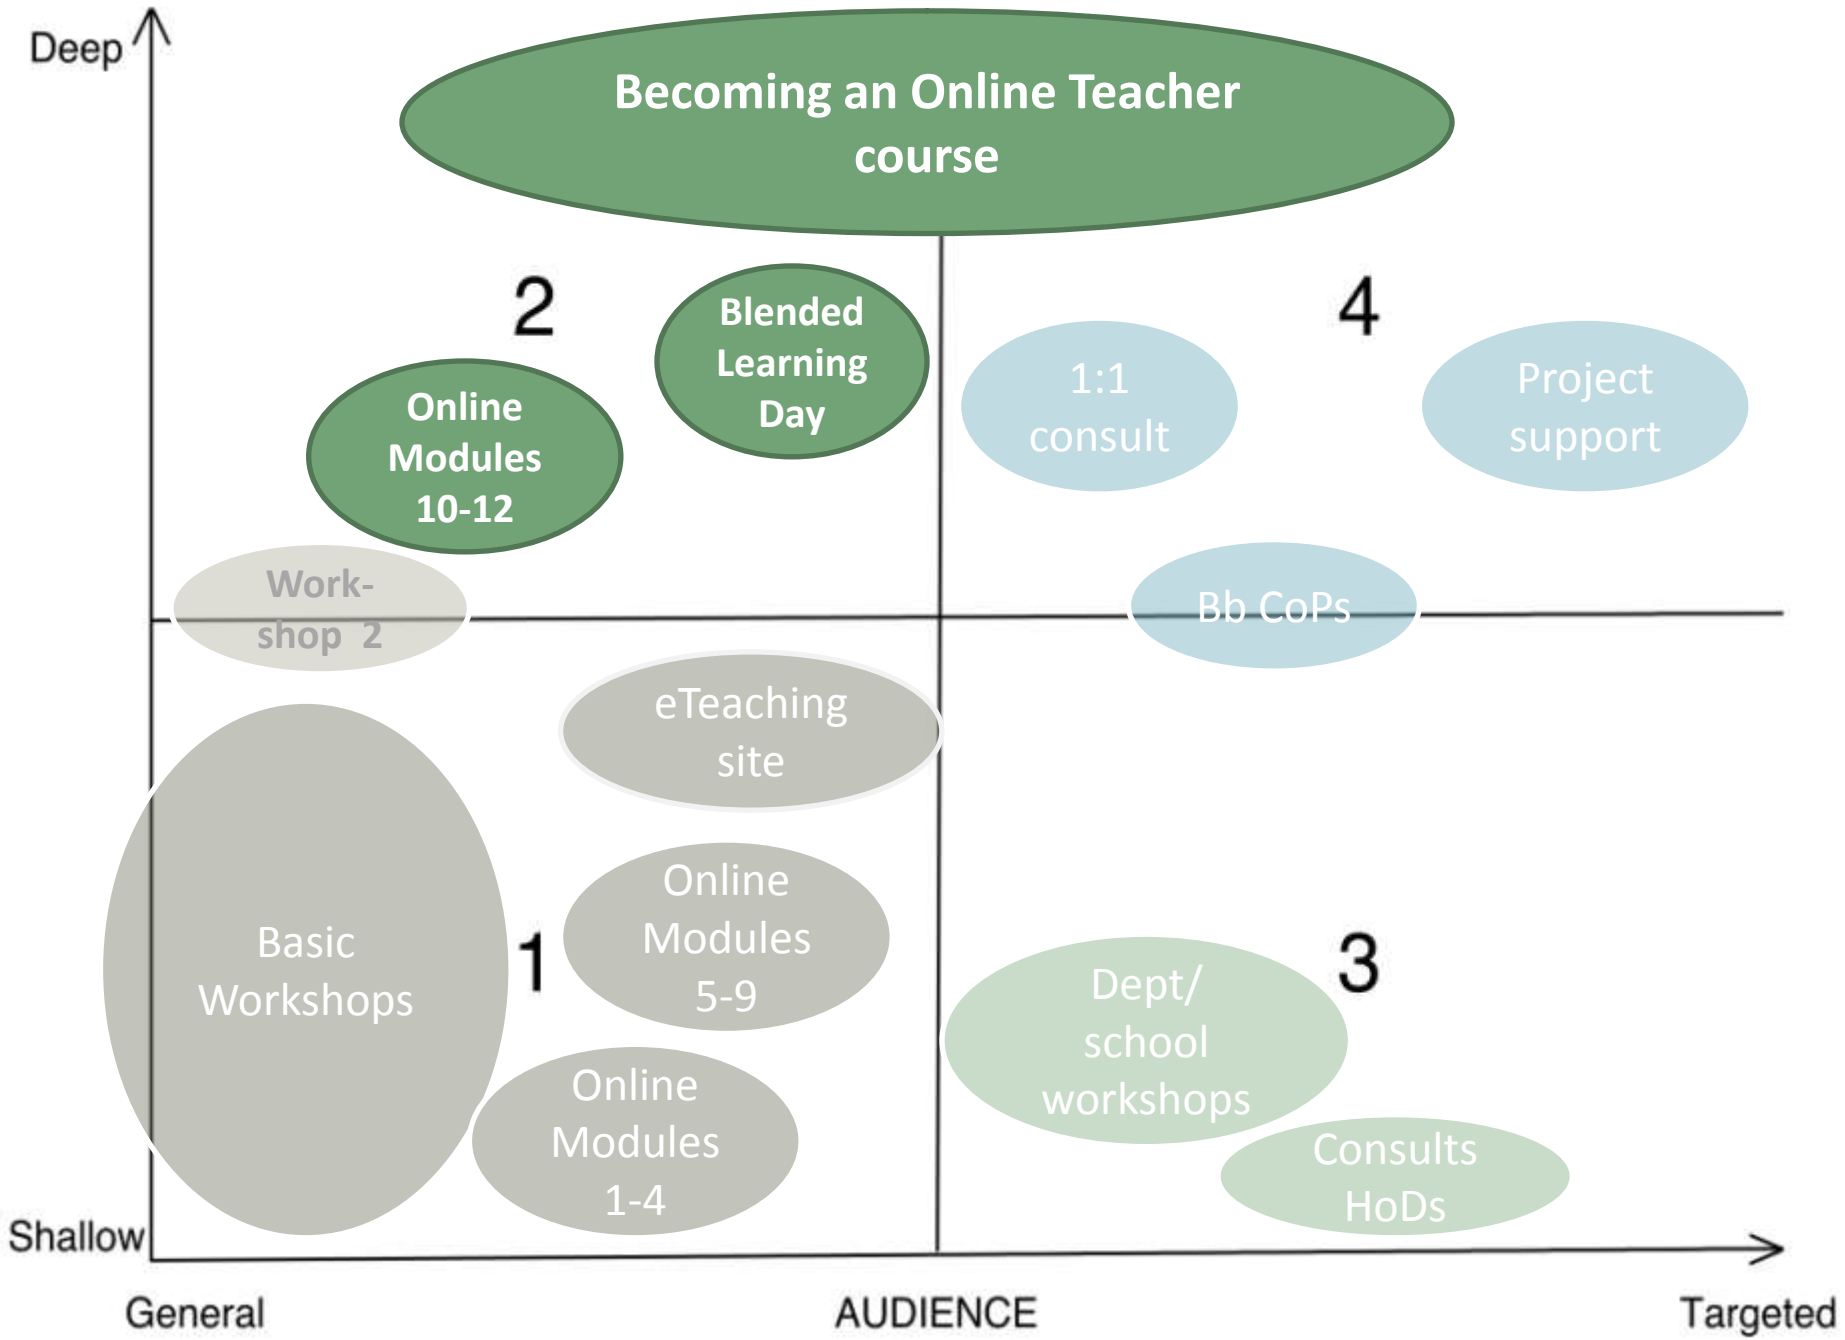 Deep
Becoming an Online Teacher
course
2
4
Blended
Learning
Day
1:1
consult
Project
support
Online
Modules
10-12
Work-
shop 2
Bb CoPs
eTeaching
site
Basic
Workshops
1
Online
Modules
5-9
3
Dept/
school
workshops
Online
Modules
1-4
Consults
HoDs
Shallow
General
AUDIENCE
Targeted